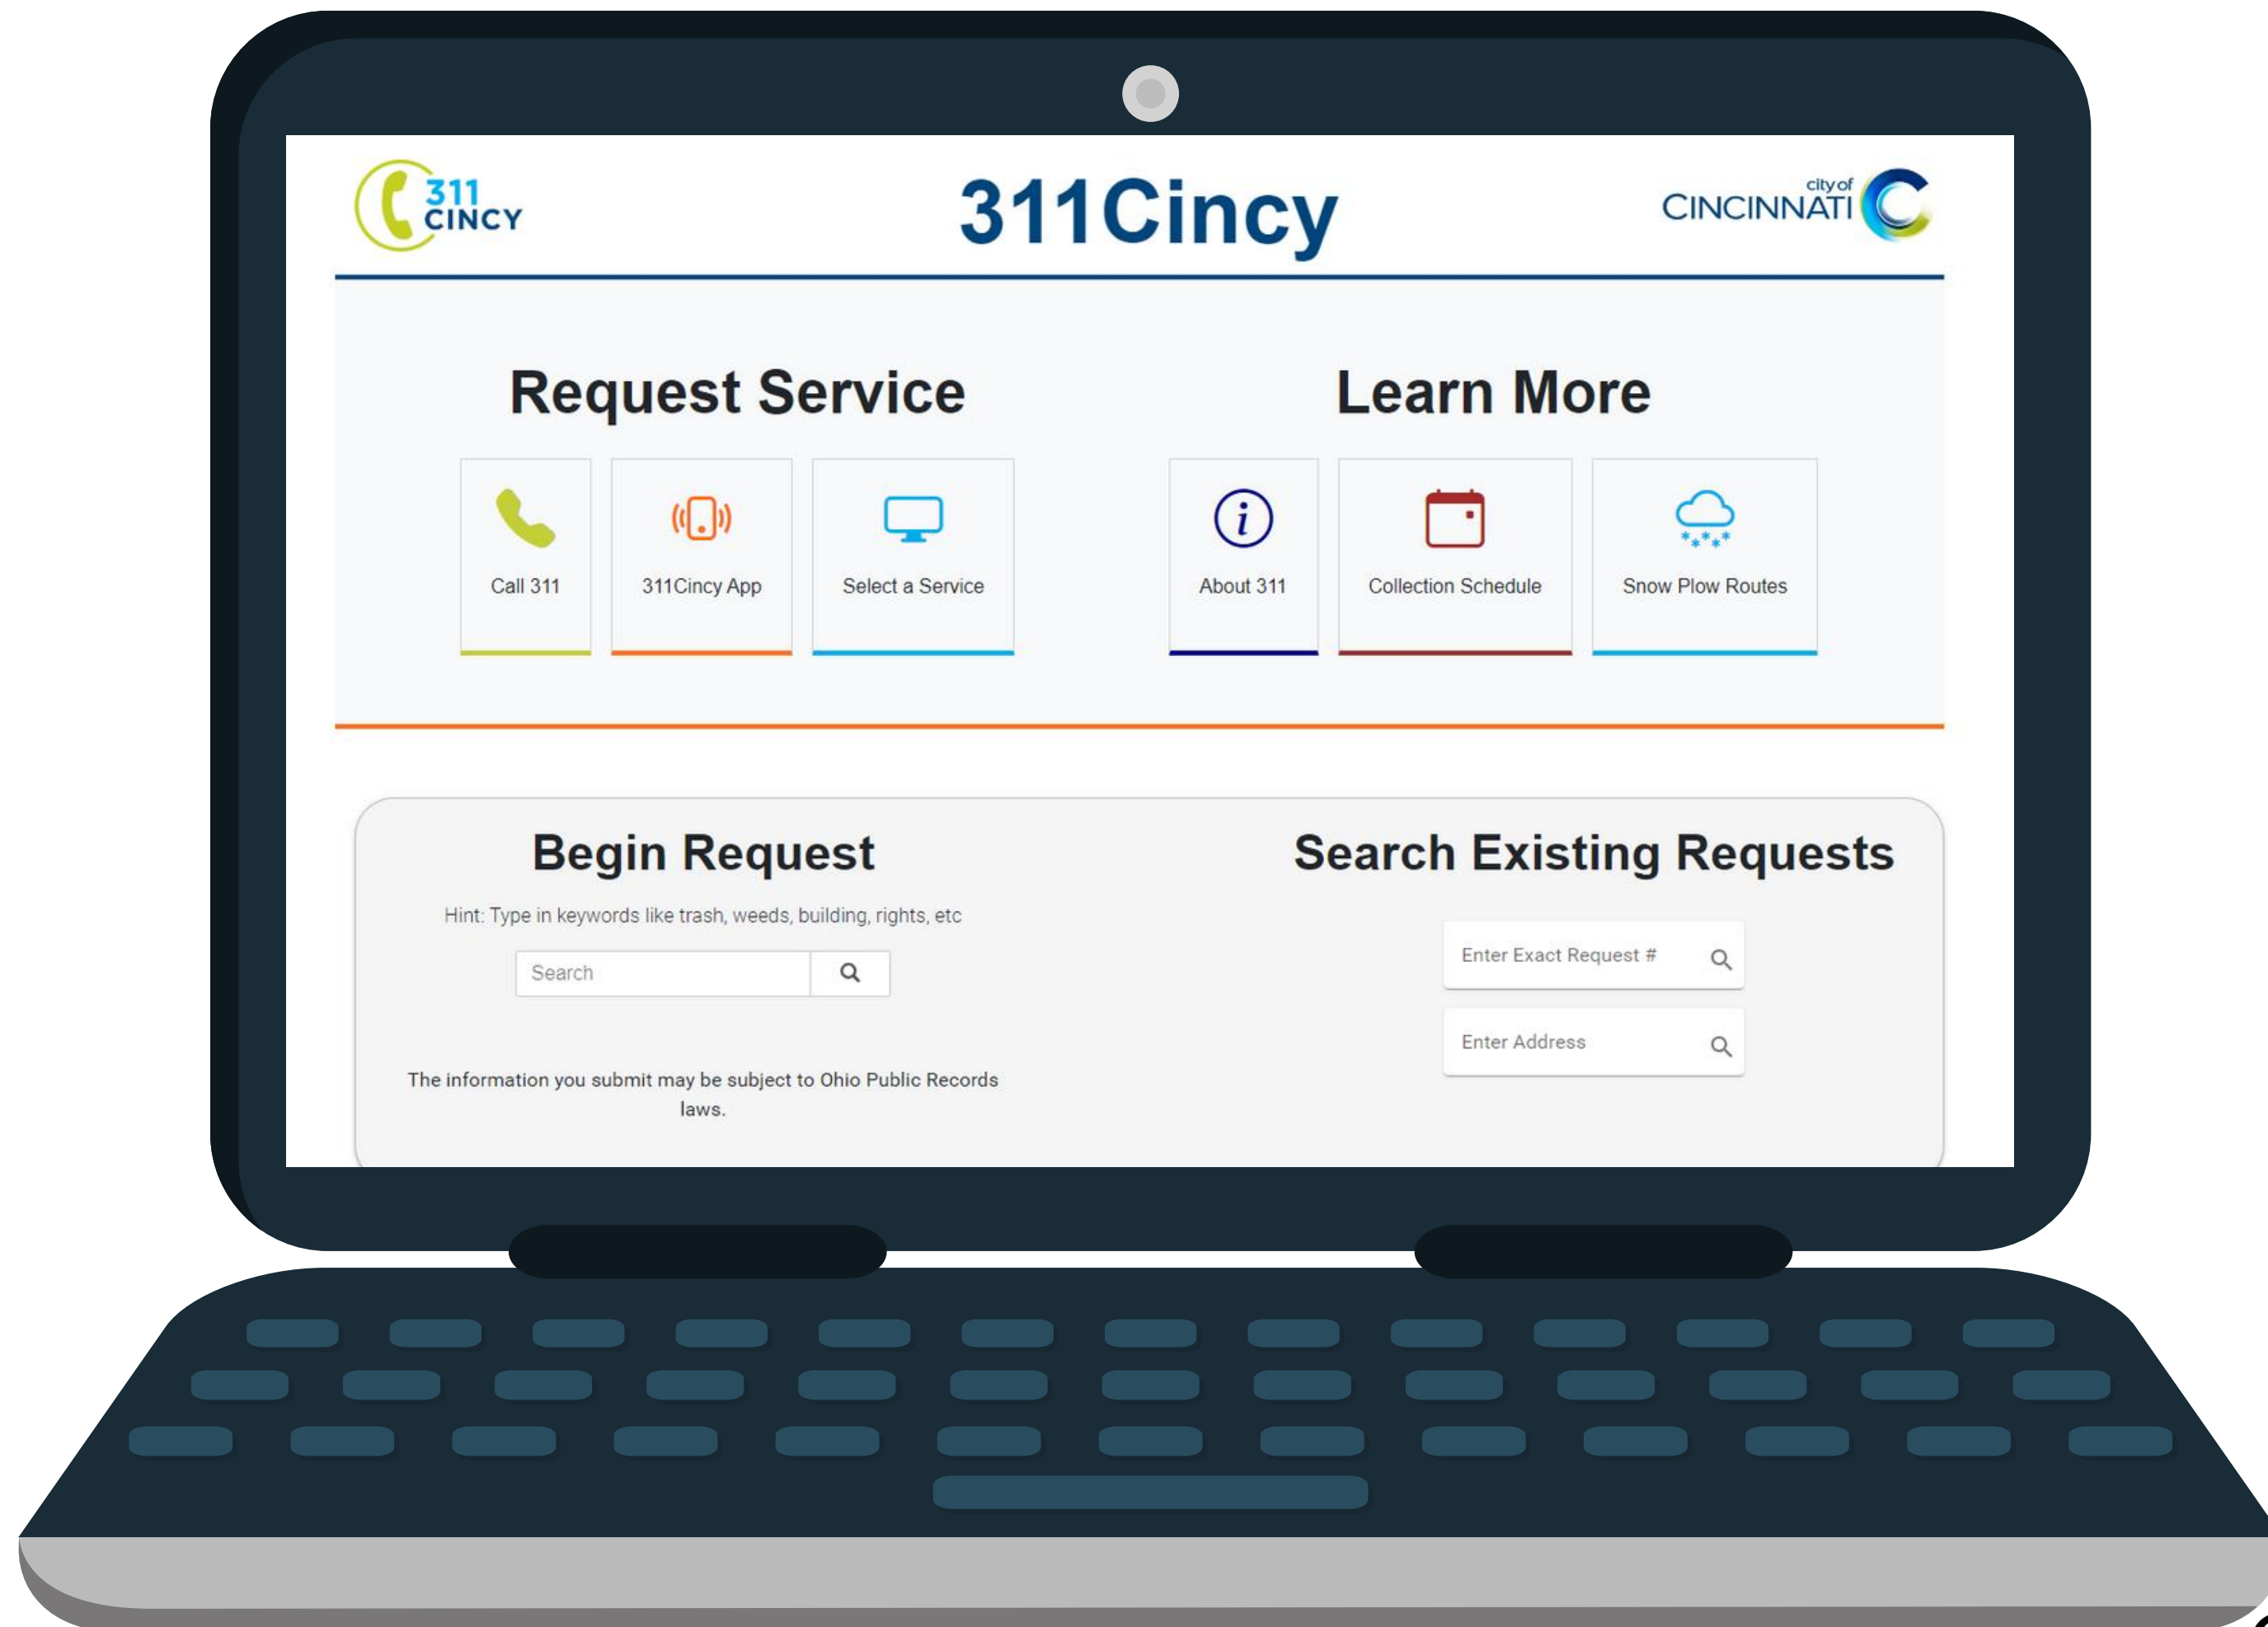 311
CINCY
311Cincy
city of
CINCINNATI
Request Service
Learn More
Call 311
311Cincy App
Select a Service
About 311
Collection Schedule
Snow Plow Routes
Begin Request
Hint: Type in keywords like trash, weeds, building, rights, etc
Search
The information you submit may be subject to Ohio Public Records
laws.
Search Existing Requests
Enter Exact Request #
Enter Address